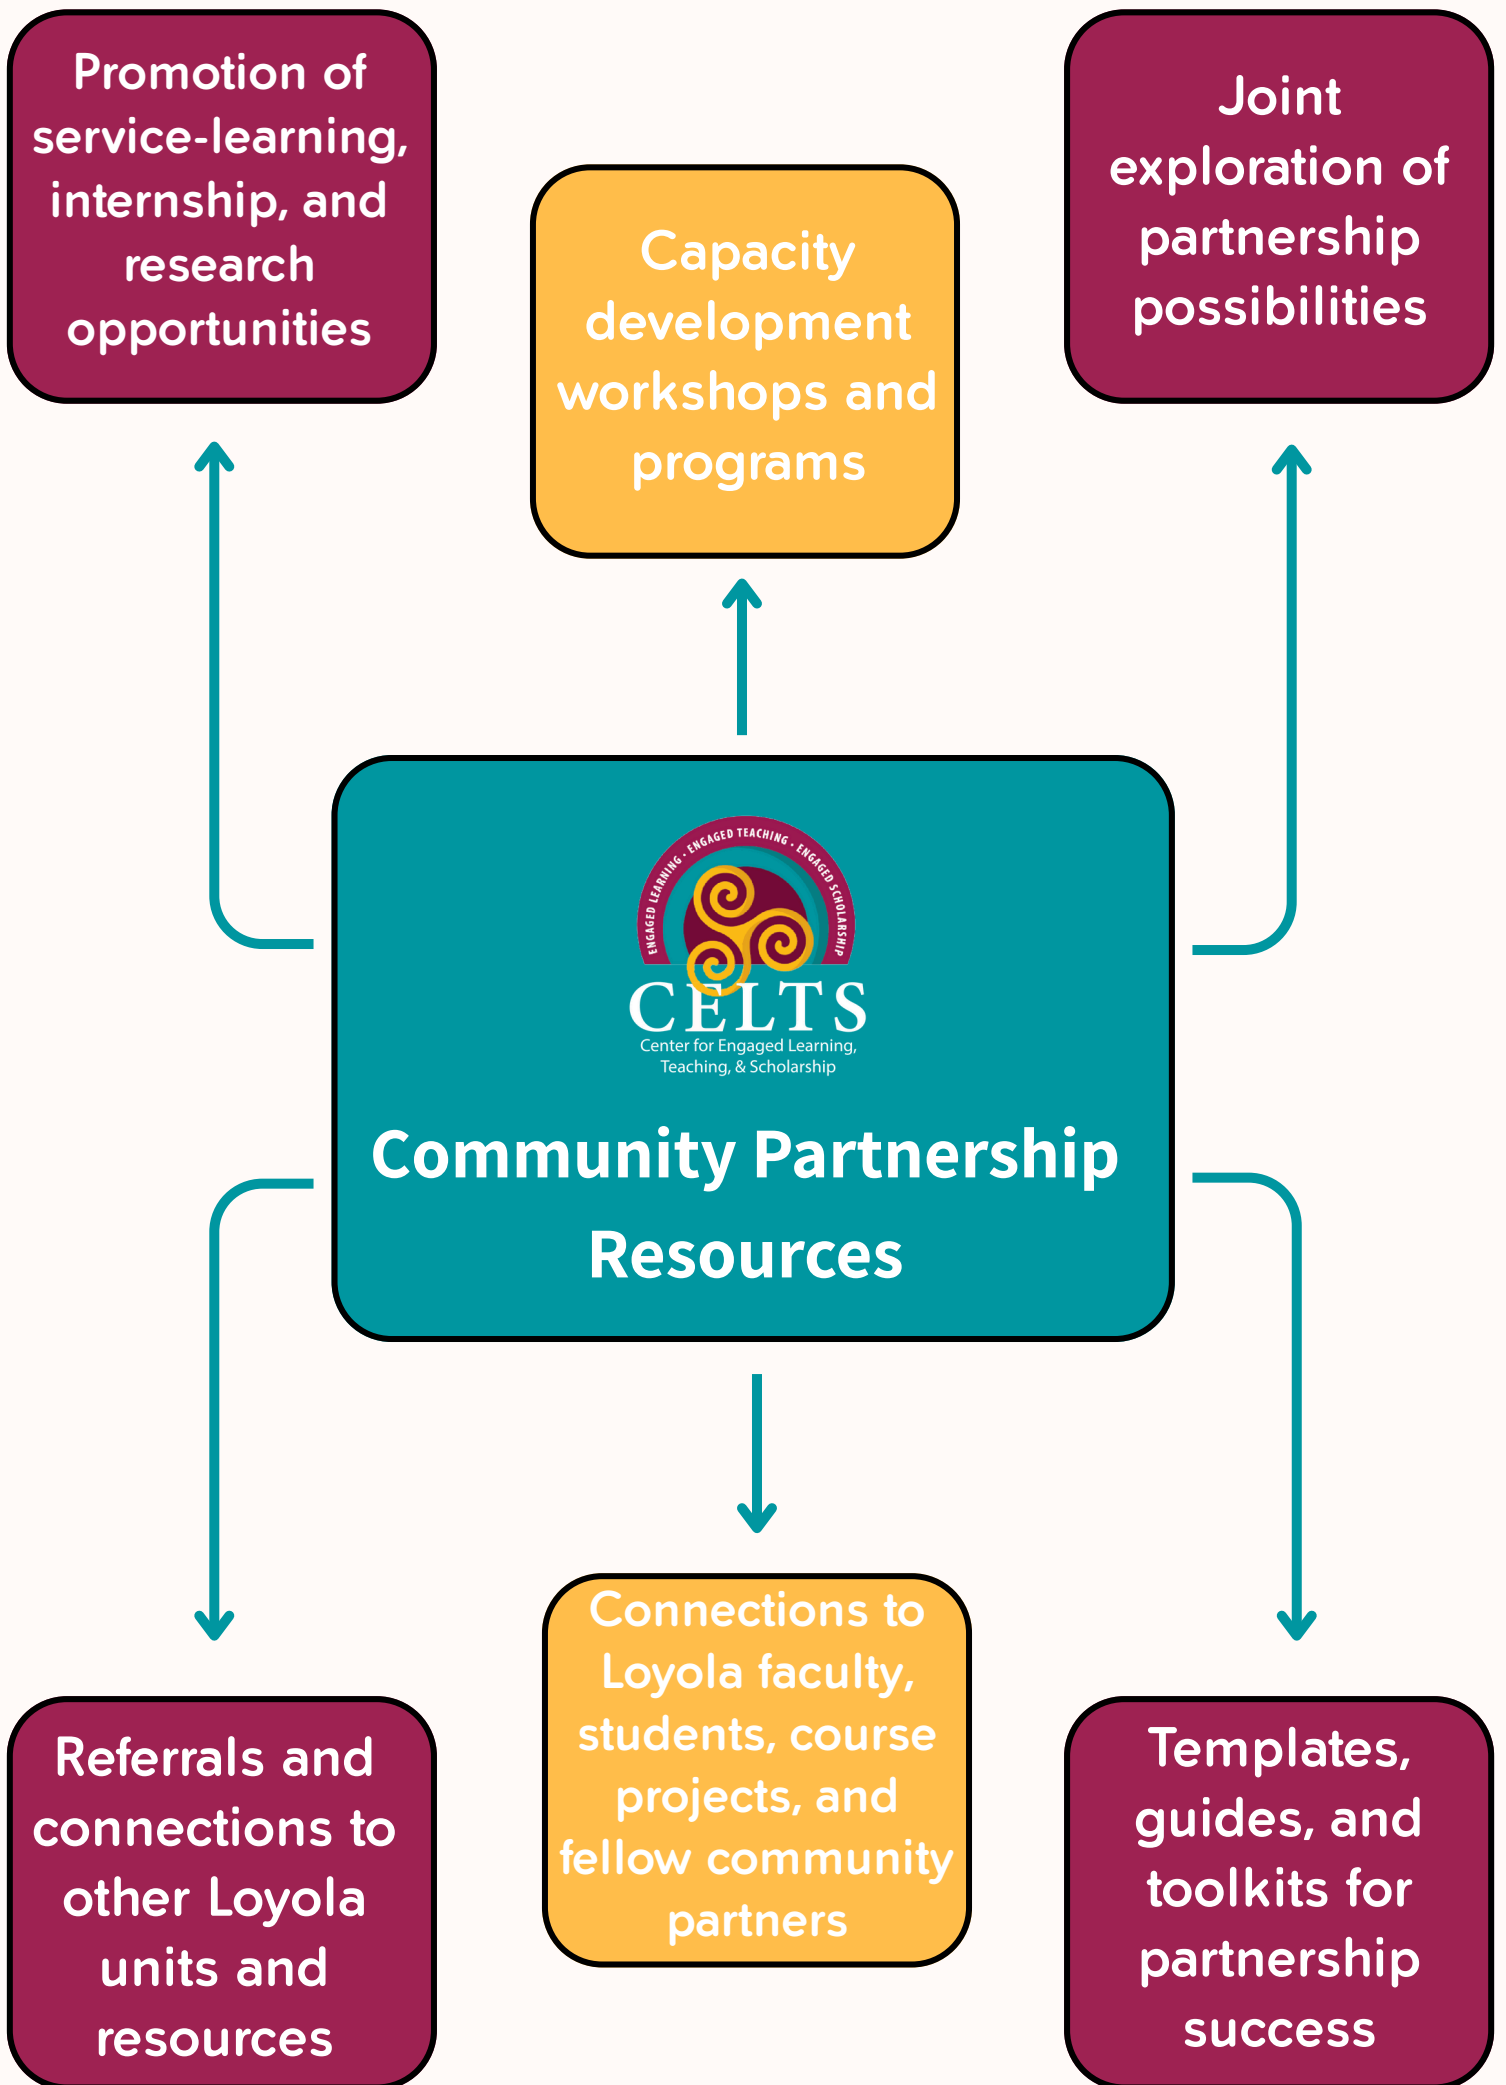 Promotion of
service-learning,
internship, and
research
opportunities
Capacity
development
workshops and
programs
Joint
exploration of
partnership
possibilities
ENGAGED LEARNING · ENGAGED TEACHING · ENGAGED SCHOLARSHIP
CELTS
Center for Engaged Learning,
Teaching, & Scholarship
Community Partnership
Resources
Referrals and
connections to
other Loyola
units and
resources
Connections to
Loyola faculty,
students, course
projects, and
fellow community
partners
Templates,
guides, and
toolkits for
partnership
success